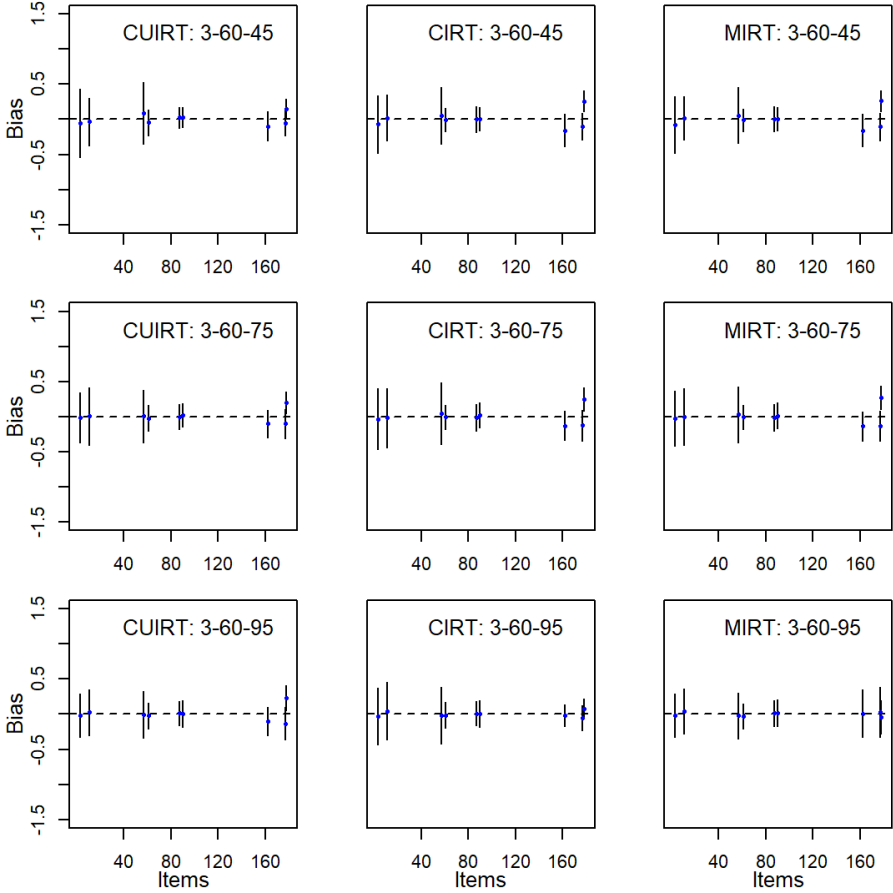 CUIRT: 3-60-45
CIRT: 3-60-45
MIRT: 3-60-45
1.5
0.5
-0.5
-1.5
Bias
40 80 120 160
40 80 120 160
40 80 120 160
CUIRT: 3-60-75
CIRT: 3-60-75
MIRT: 3-60-75
1.5
0.5
-0.5
-1.5
Bias
40 80 120 160
40 80 120 160
40 80 120 160
CUIRT: 3-60-95
CIRT: 3-60-95
MIRT: 3-60-95
1.5
0.5
-0.5
-1.5
Bias
40 80 120 160
40 80 120 160
40 80 120 160
Items
Items
Items